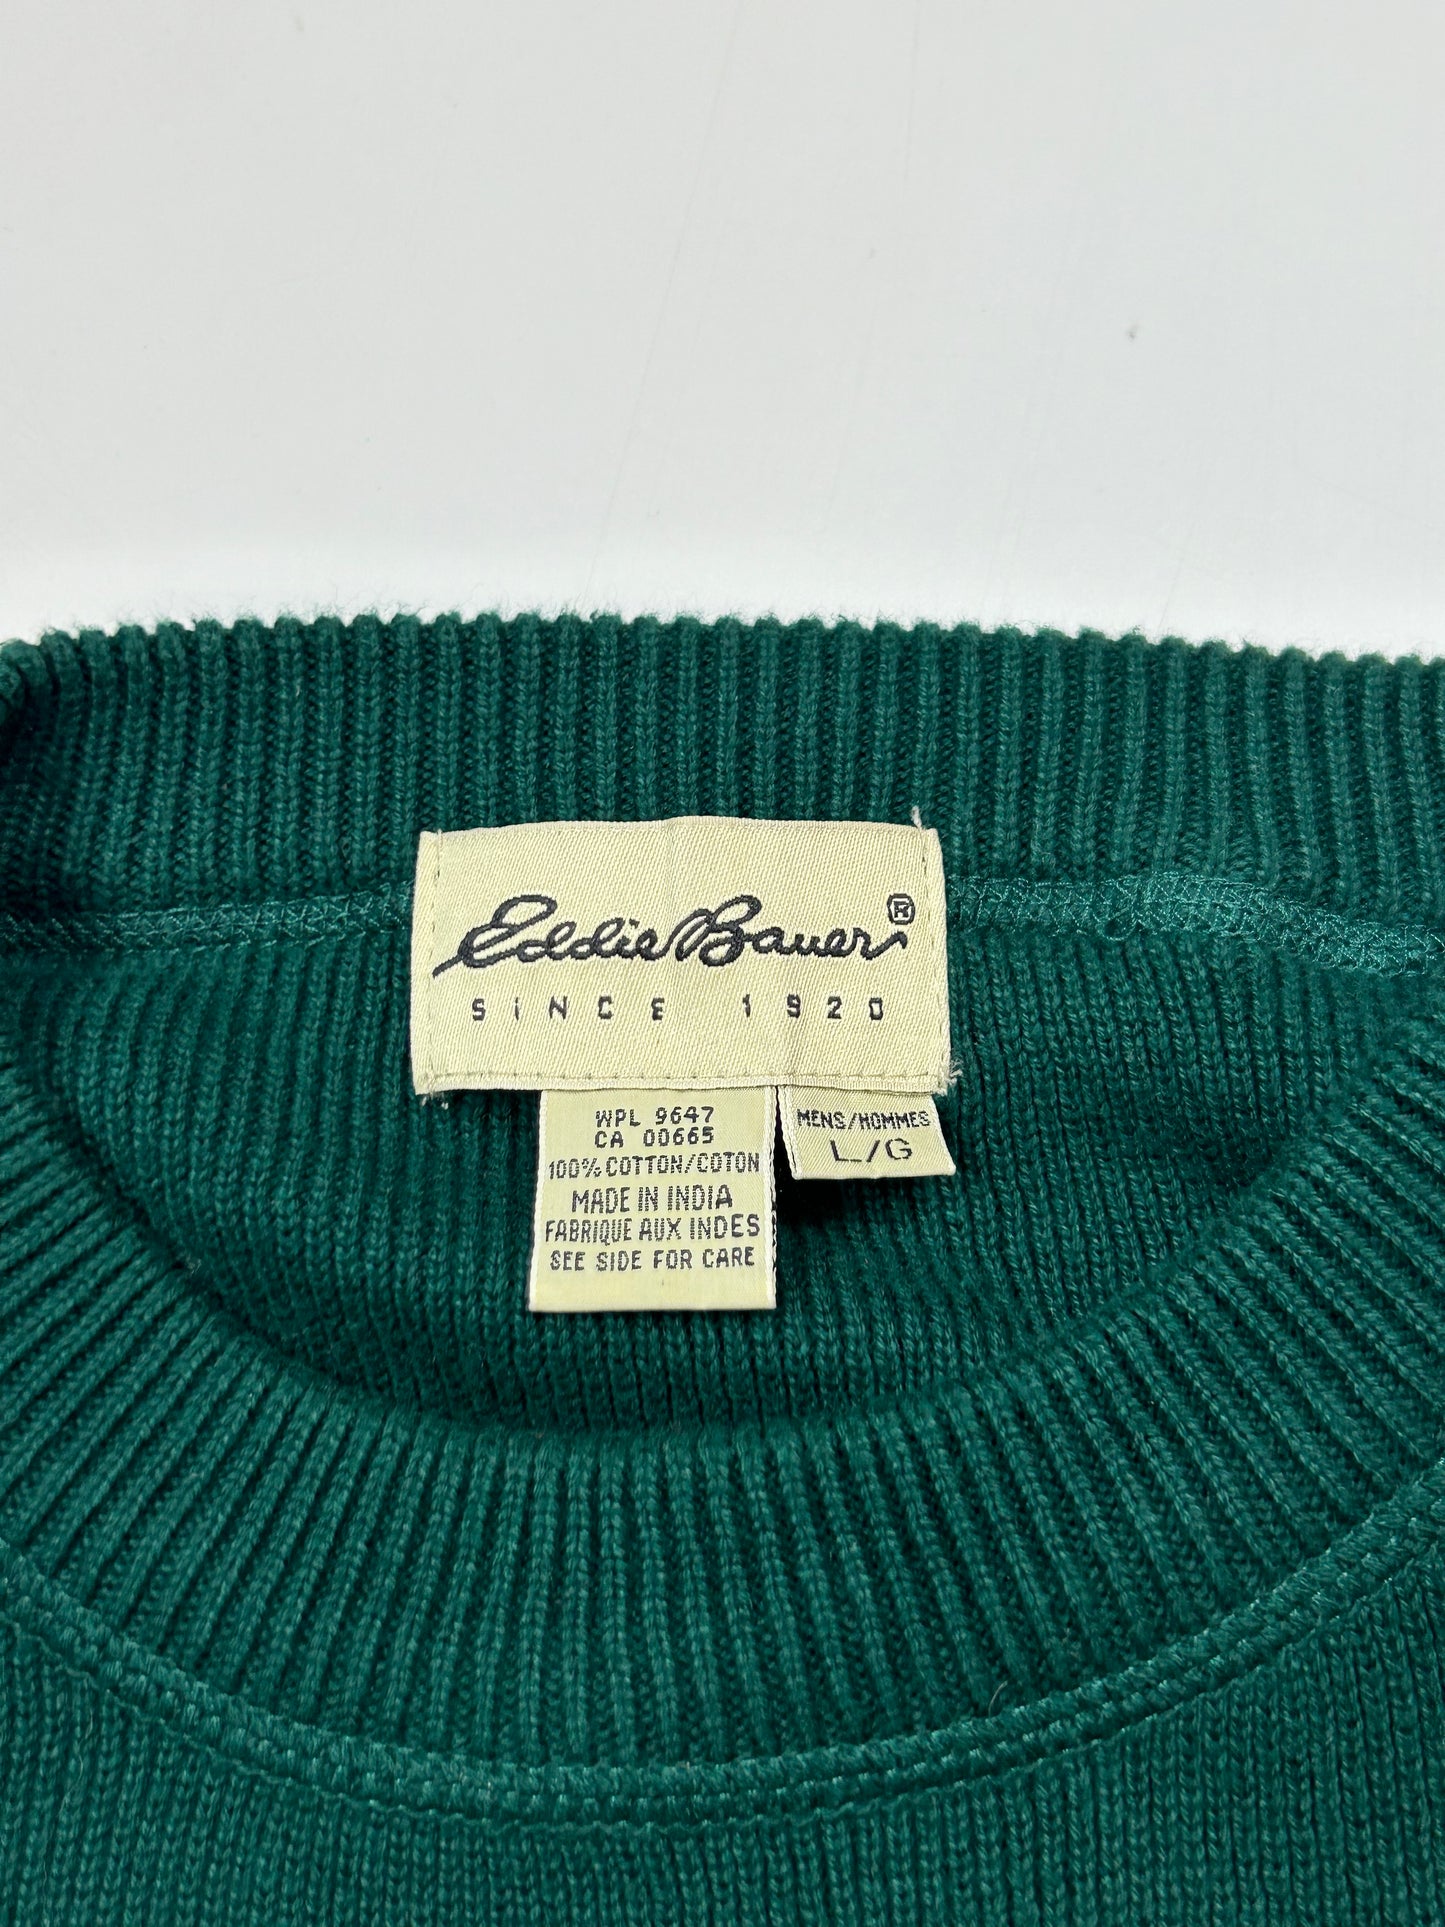 Eddie Bauer®
SINCE 1920
WPL 9647
CA 00665
100% COTTON/COTON
MADE IN INDIA
FABRIQUE AUX INDES
SEE SIDE FOR CARE
MENS/HOMMES
L/G